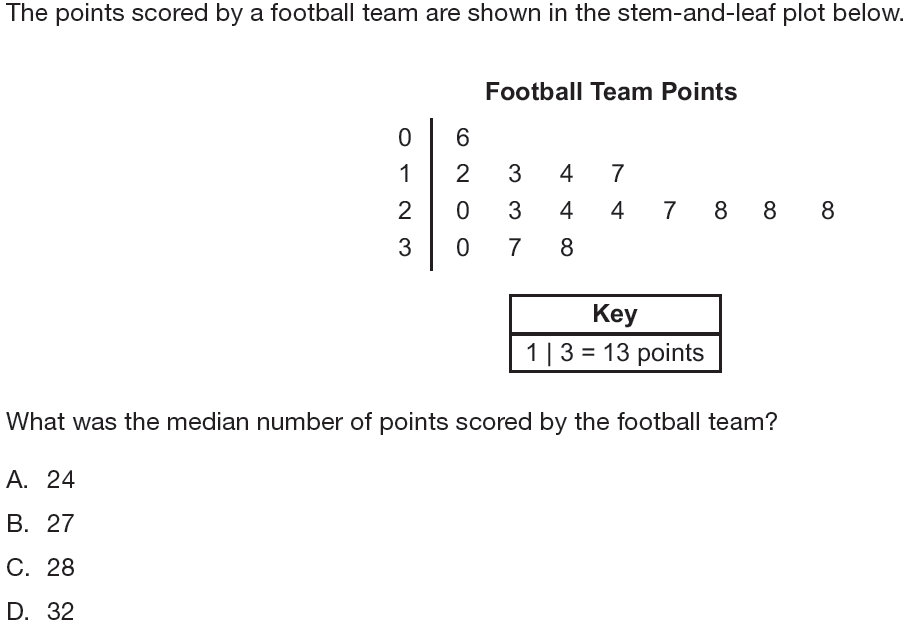 The points scored by a football team are shown in the stem-and-leaf plot below.
Football Team Points
0 | 6
1 | 2 3 4 7
2 | 0 3 4 4 7 8 8 8
3 | 0 7 8
Key
1 | 3 = 13 points
What was the median number of points scored by the football team?
A. 24
B. 27
C. 28
D. 32